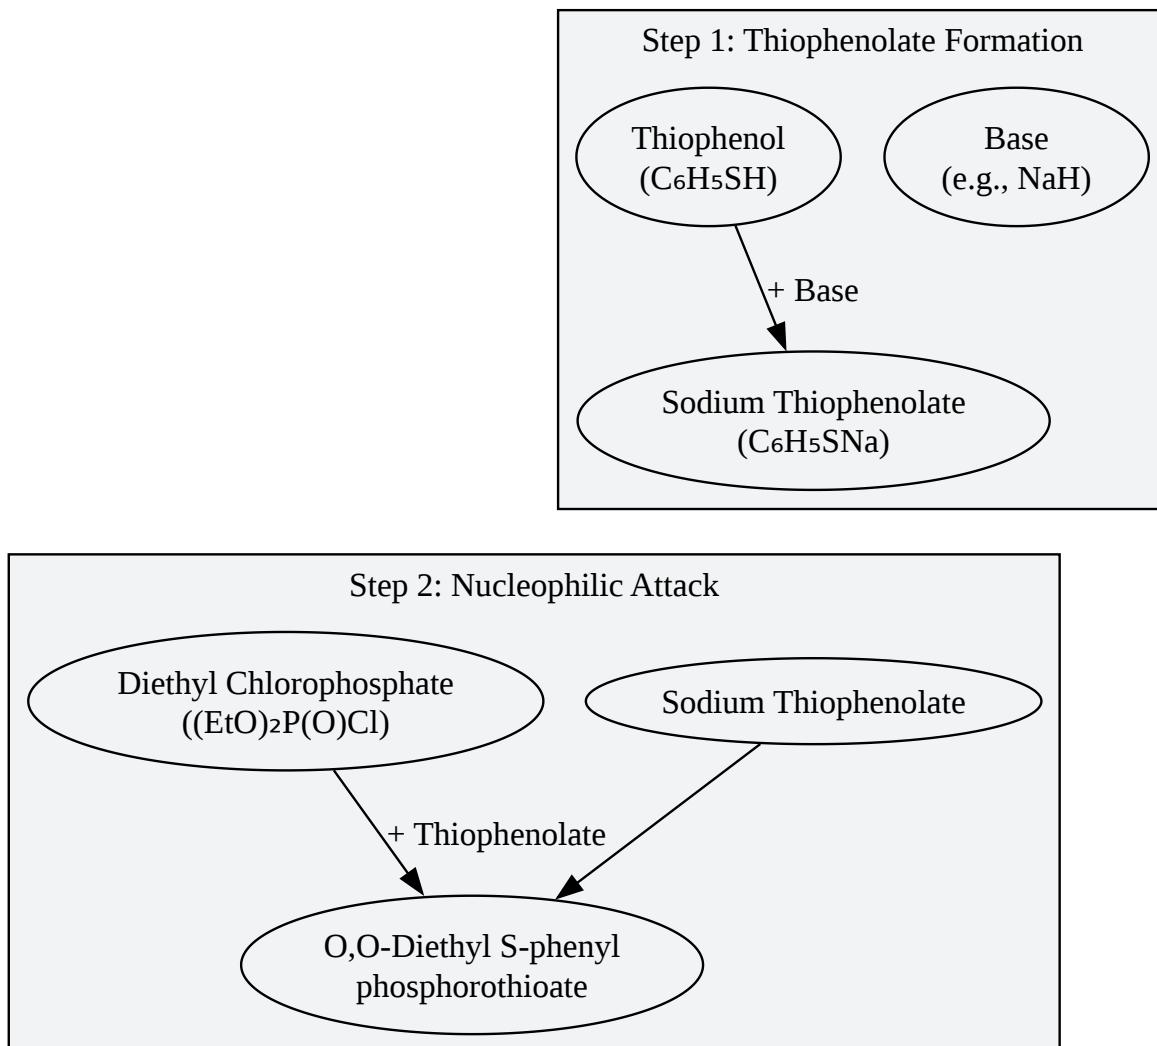 Step 1: Thiophenolate Formation
Thiophenol
(C₆H₅SH)
Base
(e.g., NaH)
+ Base
Sodium Thiophenolate
(C₆H₅SNa)
Step 2: Nucleophilic Attack
Diethyl Chlorophosphate
((EtO)₂P(O)Cl)
Sodium Thiophenolate
+ Thiophenolate
O,O-Diethyl S-phenyl
phosphorothioate